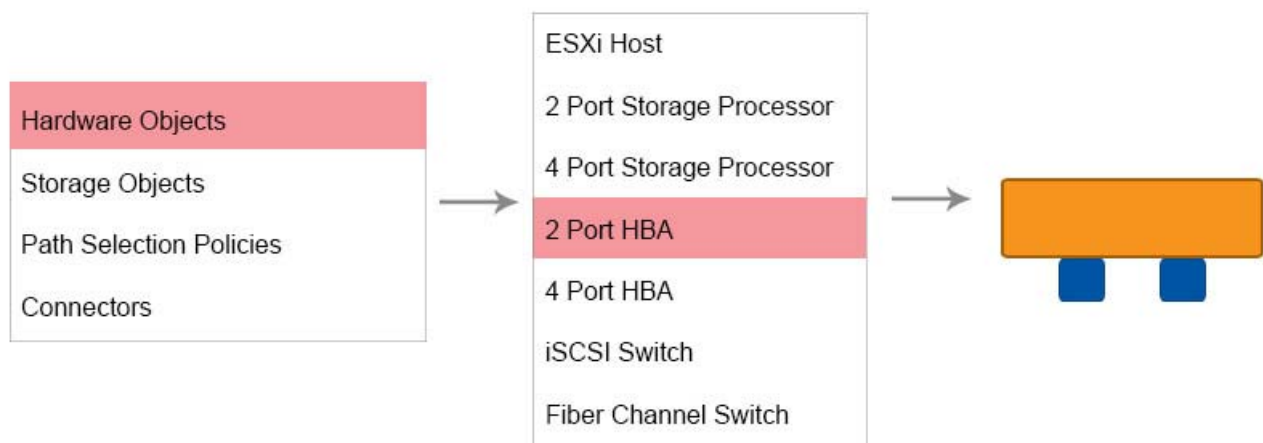 Hardware Objects
Storage Objects
Path Selection Policies
Connectors
ESXi Host
2 Port Storage Processor
4 Port Storage Processor
2 Port HBA
4 Port HBA
iSCSI Switch
Fiber Channel Switch